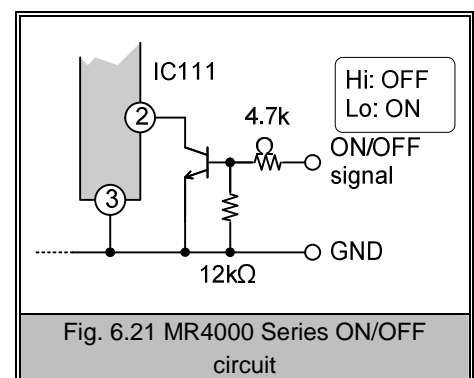 IC111
Hi: OFF
Lo: ON
2
4.7k
Ω
ON/OFF
signal
3
GND
12kΩ
Fig. 6.21 MR4000 Series ON/OFF
circuit